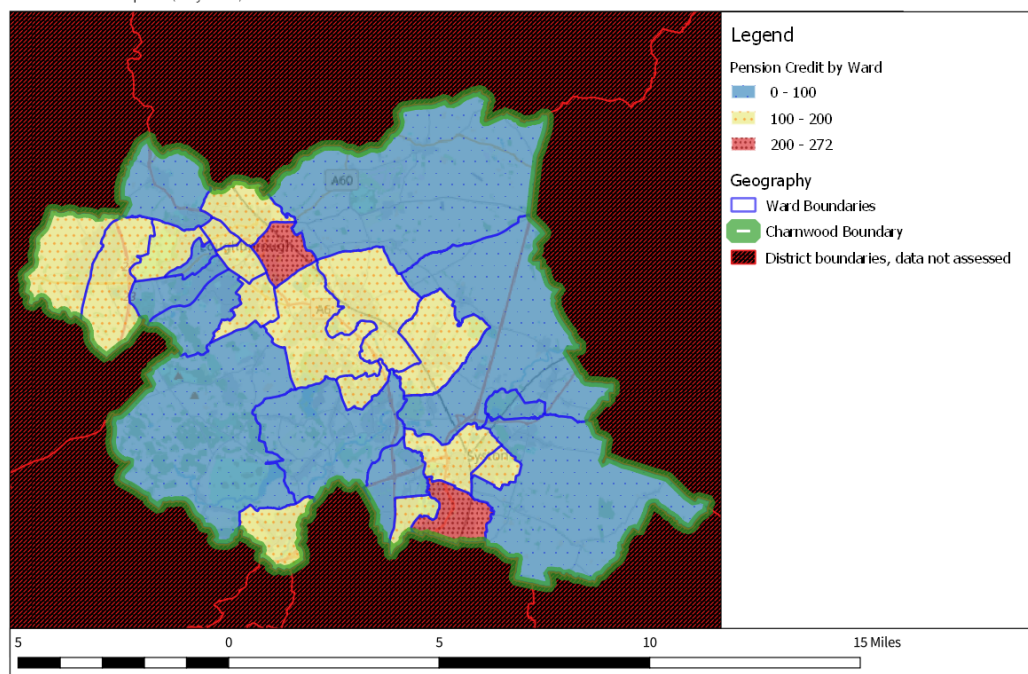 Legend
Pension Credit by Ward
0 - 100
100 - 200
200 - 272
Geography
Ward Boundaries
Charnwood Boundary
District boundaries, data not assessed
A60
5 0 5 10 15 Miles